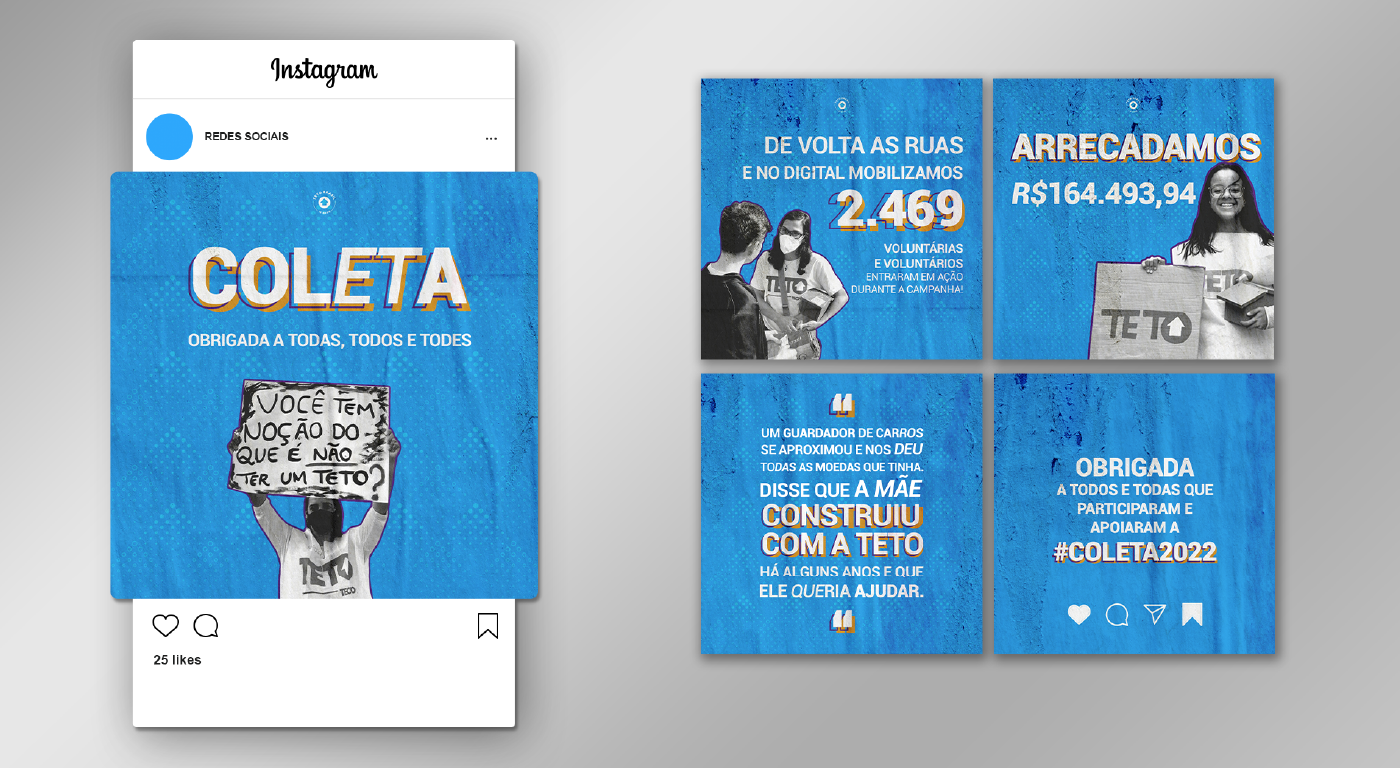 Instagram
REDES SOCIAIS
...
COLETA
OBRIGADA A TODAS, TODOS E TODES
VOCÊ TEM
NOÇÃO DO
QUE É NÃO
TER UM TETO?
TETO
TECO
25 likes
DE VOLTA AS RUAS
E NO DIGITAL MOBILIZAMOS
2.469
VOLUNTÁRIAS
E VOLUNTÁRIOS
ENTRARAM EM AÇÃO
DURANTE A CAMPANHA!
TETO
ARRECADAMOS
R$164.493,94
TETO
TETO
❝
UM GUARDADOR DE CARROS
SE APROXIMOU E NOS DEU
TODAS AS MOEDAS QUE TINHA.
DISSE QUE A MÃE
CONSTRUIU
COM A TETO
HÁ ALGUNS ANOS E QUE
ELE QUERIA AJUDAR.
❝
OBRIGADA
A TODOS E TODAS QUE
PARTICIPARAM E
APOIARAM A
#COLETA2022